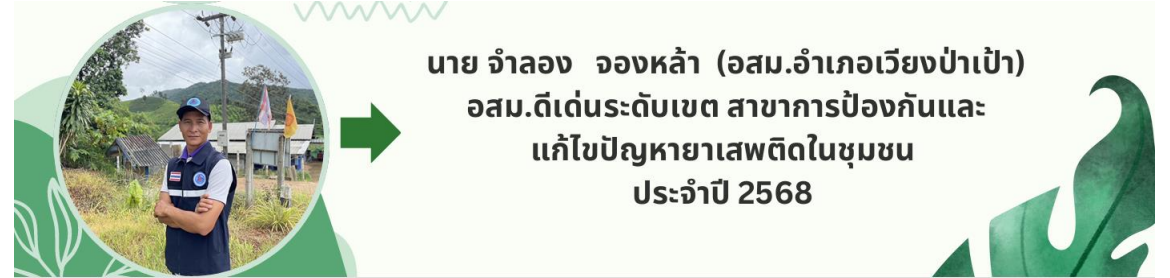 นาย จำลอง จองหล้า (อสม.อำเภอเวียงป่าเป้า)
อสม.ดีเด่นระดับเขต สาขาการป้องกันและ
แก้ไขปัญหายาเสพติดในชุมชน
ประจำปี 2568